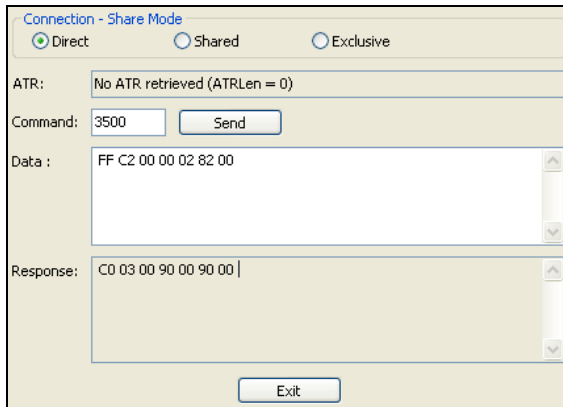 Connection - Share Mode
Direct Shared Exclusive
ATR: No ATR retrieved (ATRLen = 0)
Command: 3500 Send
Data : FF C2 00 00 02 82 00
Response: C0 03 00 90 00 90 00
Exit